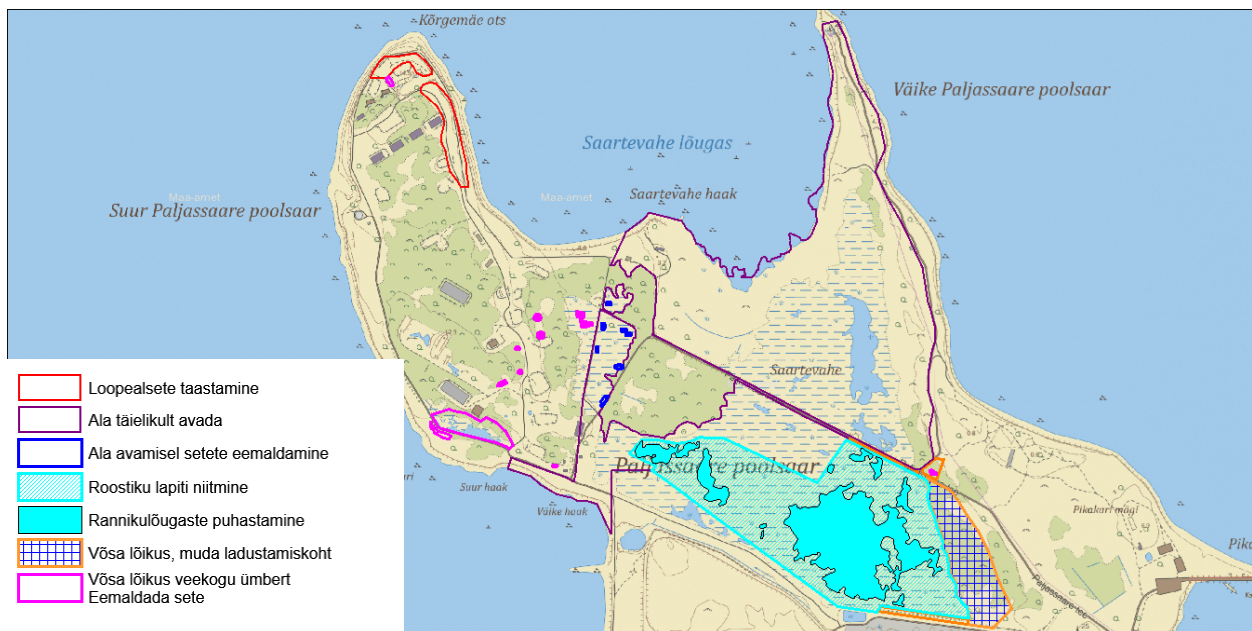 Kõrgemäe ots
Väike Paljassaare poolsaar
Saartevahe lõugas
Maa-amet
Maa-amet
Saartevahe haak
Suur Paljassaare poolsaar
Saartevahe
Loopealsete taastamine
Ala täielikult avada
Ala avamisel setete eemaldamine
Paljassaare poolsaar
Roostiku lapiti niitmine
Suur haak
Väike haak
Pikakari mägi
Rannikulõugaste puhastamine
Võsa lõikus, muda ladustamiskoht
Võsa lõikus veekogu ümbert
Eemaldada sete
Paljassaare tee